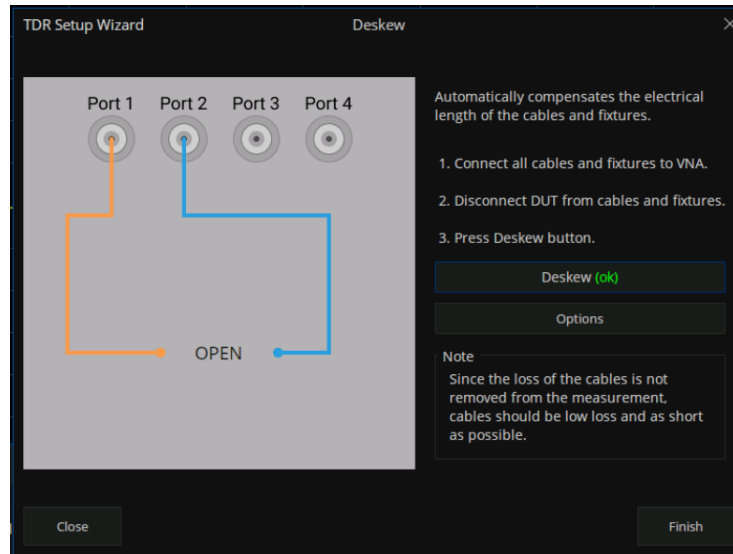 TDR Setup Wizard
Deskew
Port 1
Port 2
Port 3
Port 4
OPEN
Automatically compensates the electrical
length of the cables and fixtures.
1. Connect all cables and fixtures to VNA.
2. Disconnect DUT from cables and fixtures.
3. Press Deskew button.
Deskew (ok)
Options
Note
Since the loss of the cables is not
removed from the measurement,
cables should be low loss and as short
as possible.
Close
Finish